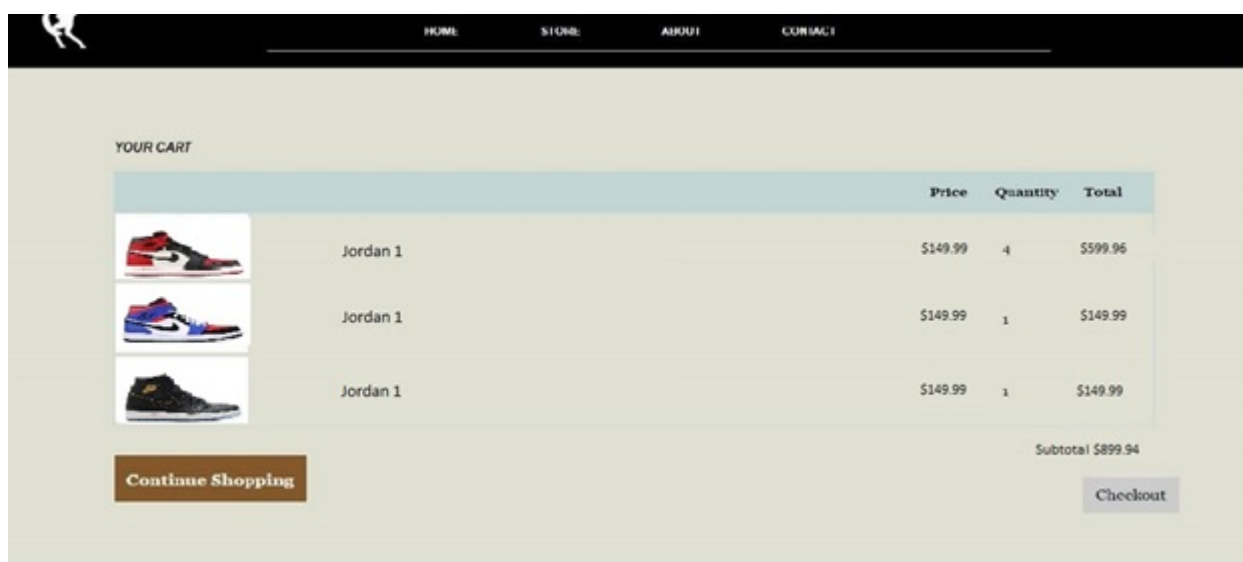 HOME STORE ABOUT CONTACT
YOUR CART
Price Quantity Total
Jordan 1 $149.99 4 $599.96
Jordan 1 $149.99 1 $149.99
Jordan 1 $149.99 1 $149.99
Subtotal $899.94
Continue Shopping
Checkout